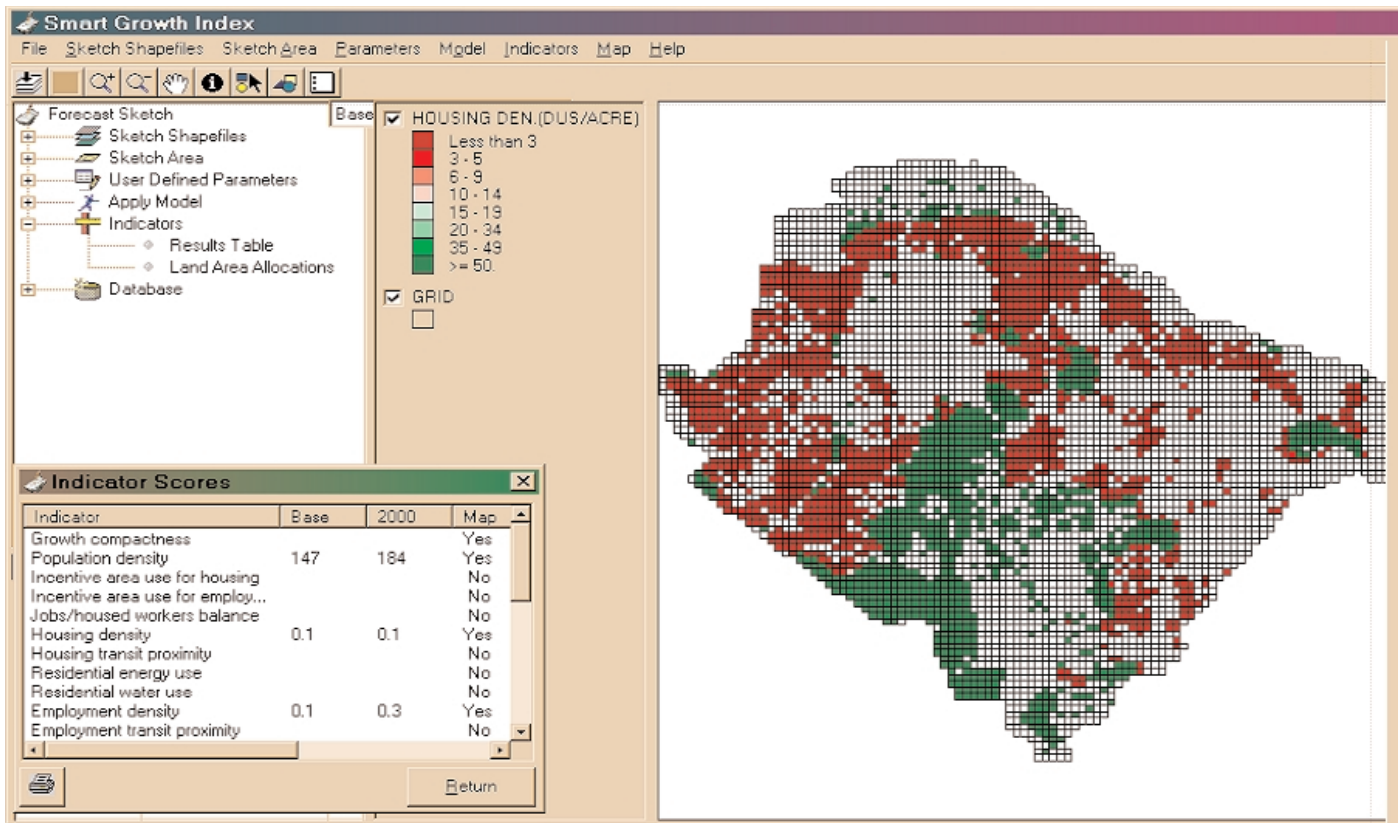 Smart Growth Index
File Sketch Shapefiles Sketch Area Parameters Model Indicators Map Help
Forecast Sketch
Base
Sketch Shapefiles
Sketch Area
User Defined Parameters
Apply Model
Indicators
Results Table
Land Area Allocations
Database
HOUSING DEN.(DUS/ACRE)
Less than 3
3 - 5
6 - 9
10 - 14
15 - 19
20 - 34
35 - 49
>= 50.
GRID
Indicator Scores
Indicator Base 2000 Map
Growth compactness Yes
Population density 147 184 Yes
Incentive area use for housing No
Incentive area use for employ... No
Jobs/housed workers balance No
Housing density 0.1 0.1 Yes
Housing transit proximity No
Residential energy use No
Residential water use No
Employment density 0.1 0.3 Yes
Employment transit proximity No
Return